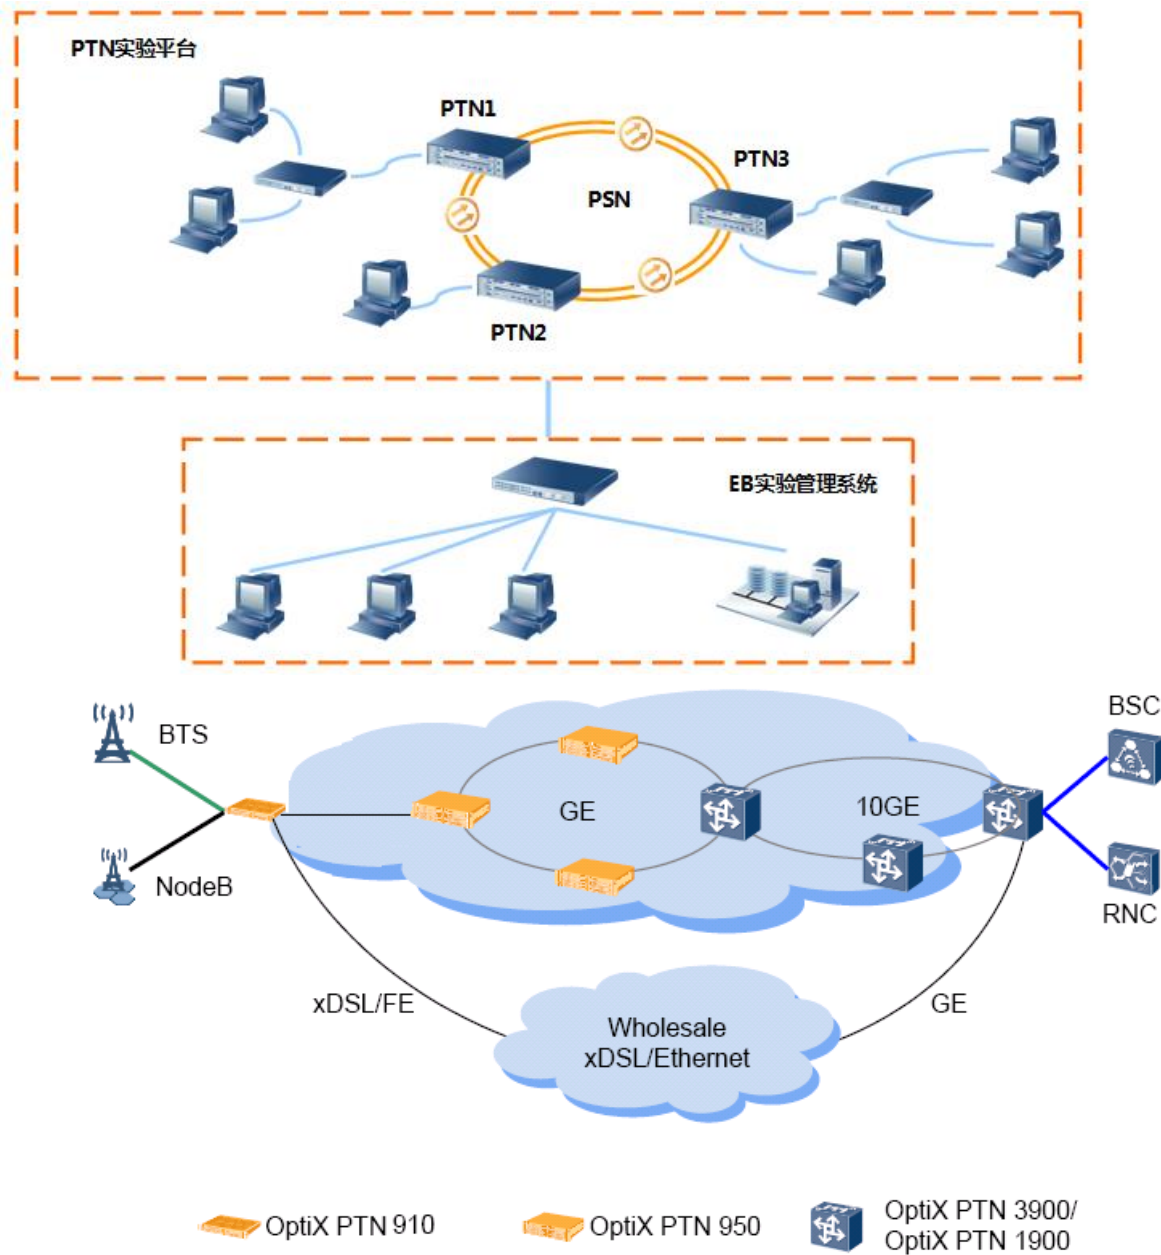 PTN实验平台
PTN1
PTN3
PSN
PTN2
EB实验管理系统
BTS
BSC
GE
10GE
NodeB
RNC
xDSL/FE
GE
Wholesale
xDSL/Ethernet
OptiX PTN 910
OptiX PTN 950
OptiX PTN 3900/
OptiX PTN 1900